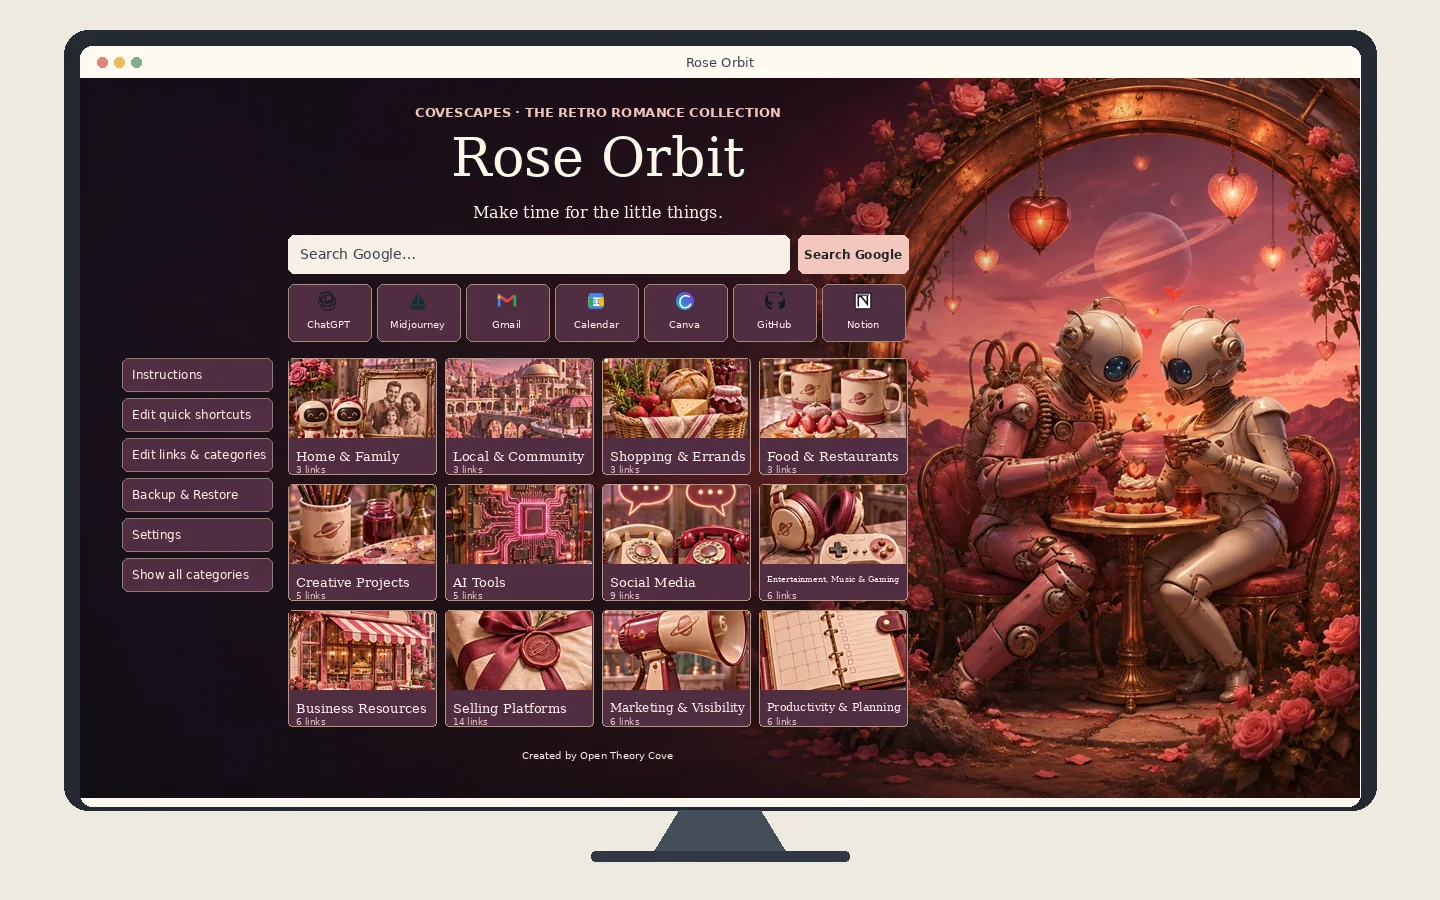 Rose Orbit
COVESCAPES · THE RETRO ROMANCE COLLECTION
Rose Orbit
Make time for the little things.
Search Google...
Search Google
ChatGPT
Midjourney
Gmail
Calendar
Canva
GitHub
Notion
Instructions
Edit quick shortcuts
Edit links & categories
Backup & Restore
Settings
Show all categories
Home & Family
3 links
Local & Community
3 links
Shopping & Errands
3 links
Food & Restaurants
3 links
Creative Projects
5 links
AI Tools
5 links
Social Media
9 links
Entertainment, Music & Gaming
6 links
Business Resources
6 links
Selling Platforms
14 links
Marketing & Visibility
6 links
Productivity & Planning
6 links
Created by Open Theory Cove